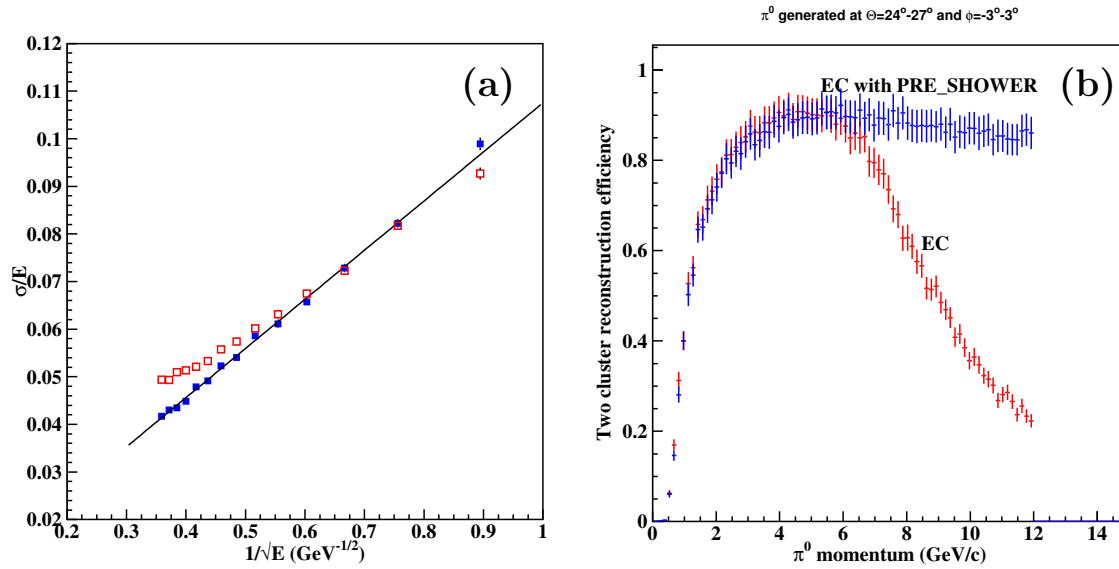 π⁰ generated at Θ=24°-27° and ϕ=-3°-3°
(a)
σ/E
0.12
0.11
0.1
0.09
0.08
0.07
0.06
0.05
0.04
0.03
0.02
0.2 0.3 0.4 0.5 0.6 0.7 0.8 0.9 1
1/√E (GeV⁻¹/²)
(b)
EC with PRE_SHOWER
EC
Two cluster reconstruction efficiency
1
0.8
0.6
0.4
0.2
0
0 2 4 6 8 10 12 14
π⁰ momentum (GeV/c)